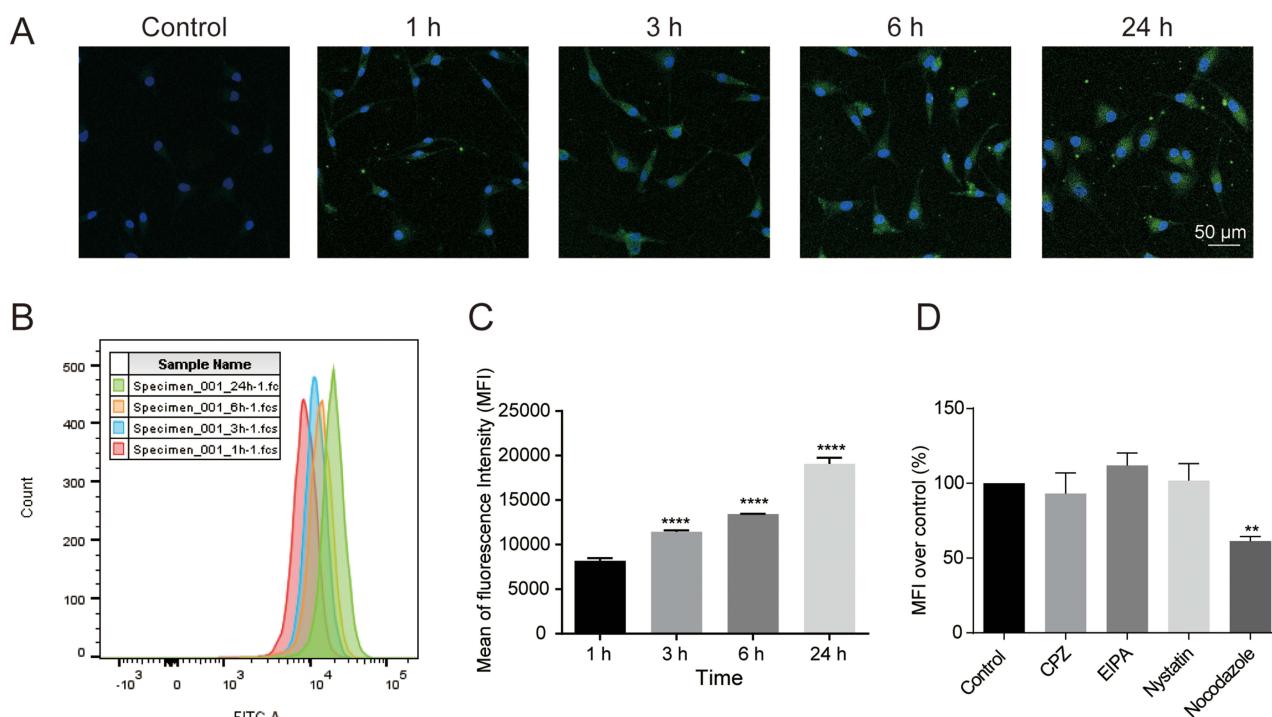 A
Control
1 h
3 h
6 h
24 h
50 μm
B
Count
500
400
300
200
100
0
Sample Name
Specimen_001_24h-1.fc
Specimen_001_6h-1.fcs
Specimen_001_3h-1.fcs
Specimen_001_1h-1.fcs
-10³
0
10³
10⁴
10⁵
FITC-A
C
Mean of fluorescence Intensity (MFI)
25000
20000
15000
10000
5000
0
****
****
****
1 h
3 h
6 h
24 h
Time
D
MFI over control (%)
150
100
50
0
**
Control
CPZ
EIPA
Nystatin
Nocodazole